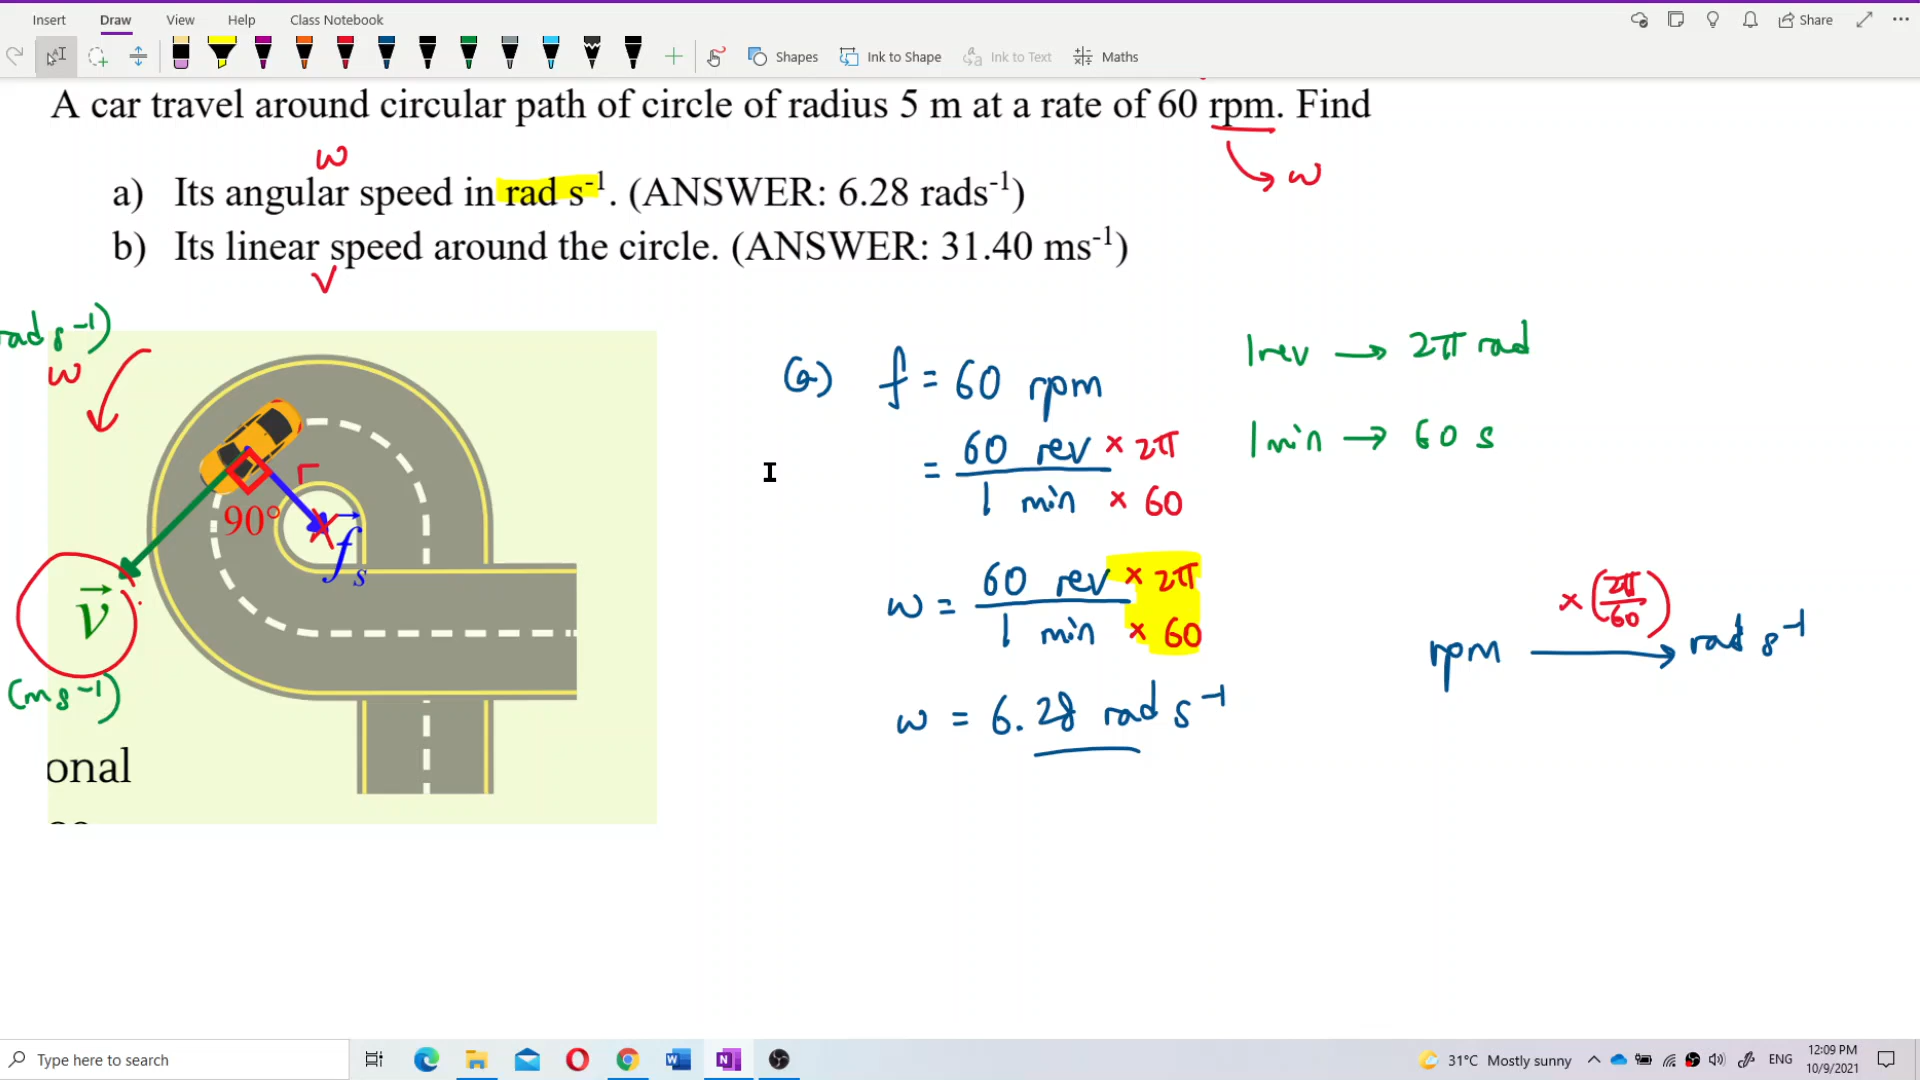 Insert Draw View Help Class Notebook Share
Shapes Ink to Shape Ink to Text Maths
A car travel around circular path of circle of radius 5 m at a rate of 60 rpm. Find
ω
→ ω
a) Its angular speed in rad s⁻¹. (ANSWER: 6.28 rads⁻¹)
b) Its linear speed around the circle. (ANSWER: 31.40 ms⁻¹)
v
rad s⁻¹)
ω
r
90°
f⃗ₛ
v⃗
(ms⁻¹)
onal
(a) f = 60 rpm
= 60 rev × 2π
1 min × 60
ω = 60 rev × 2π
1 min × 60
ω = 6.28 rad s⁻¹
1 rev → 2π rad
1 min → 60 s
× (2π/60)
rpm → rad s⁻¹
Type here to search
31°C Mostly sunny ENG 12:09 PM
10/9/2021